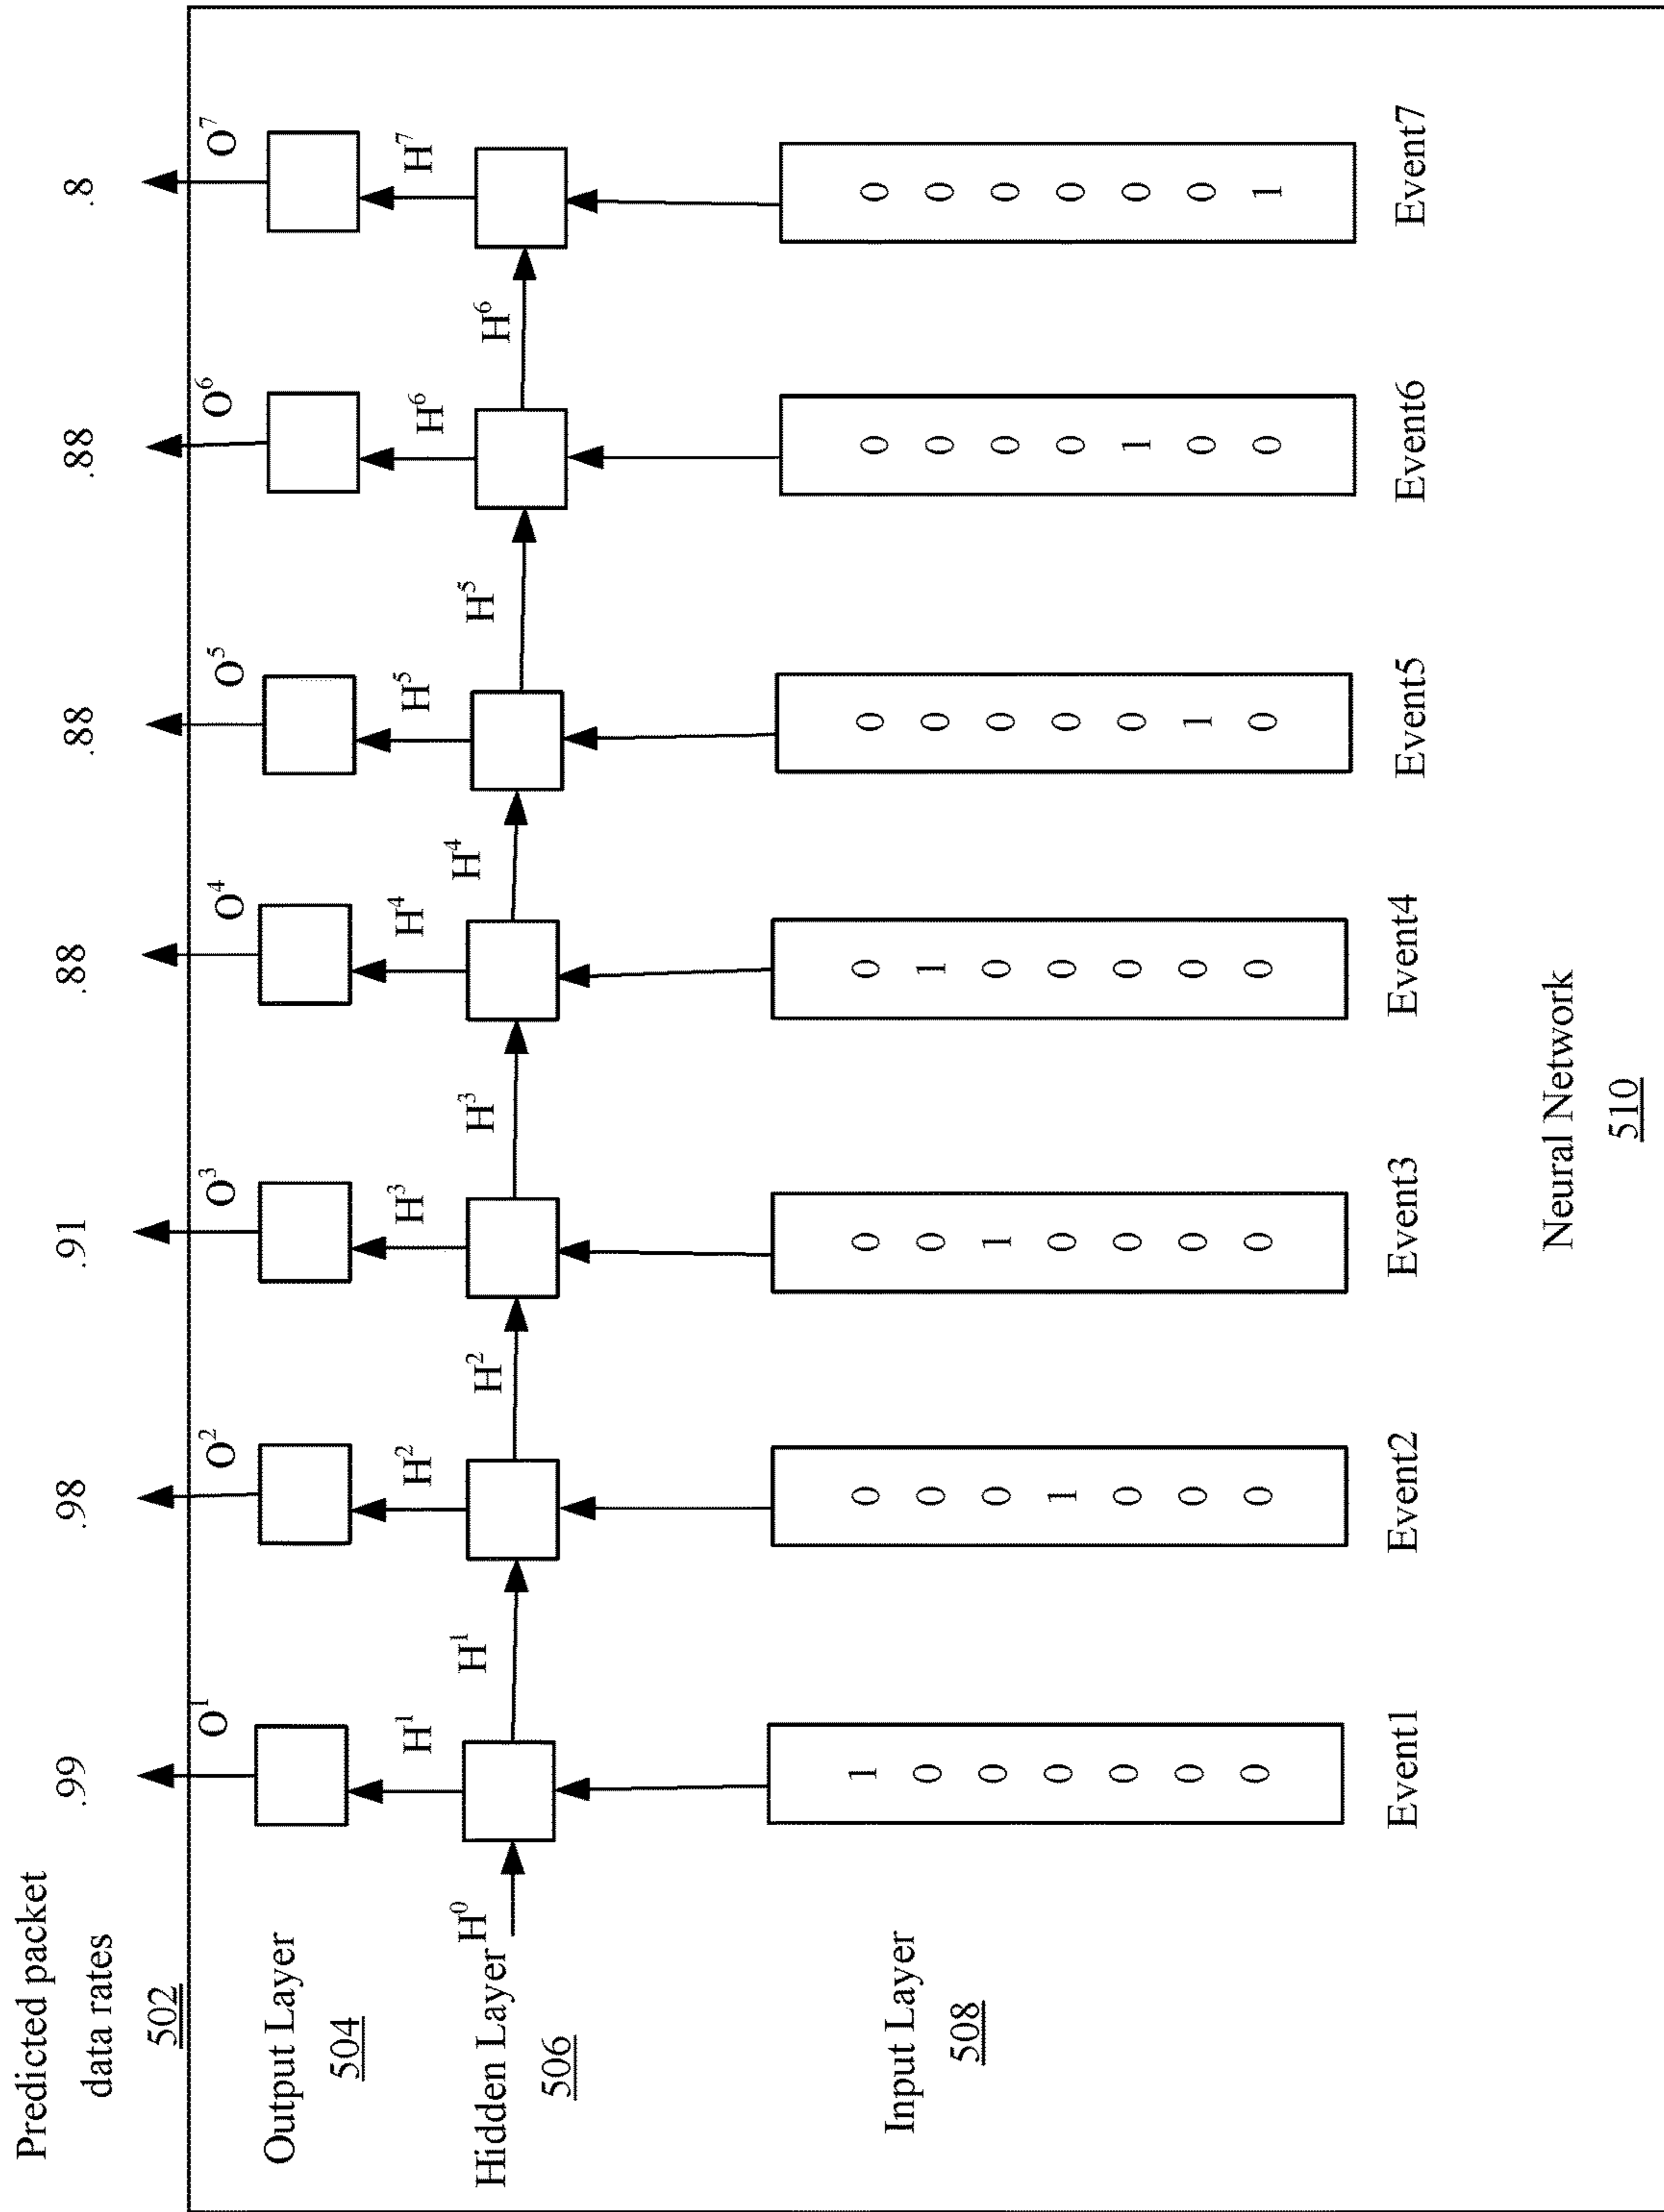 Predicted packet
data rates
502
.99 .98 .91 .88 .88 .88 .8
O1 O2 O3 O4 O5 O6 O7
Output Layer
504
H1 H2 H3 H4 H5 H6 H7
H0 H1 H2 H3 H4 H5 H6
Hidden Layer
506
Input Layer
508
1 0 0 0 0 0 0
0 0 0 1 0 0 0
0 0 1 0 0 0 0
0 0 0 0 0 0 0
0 0 0 0 0 1 0
0 0 0 0 1 0 0
0 0 0 0 0 0 1
Event1 Event2 Event3 Event4 Event5 Event6 Event7
Neural Network
510